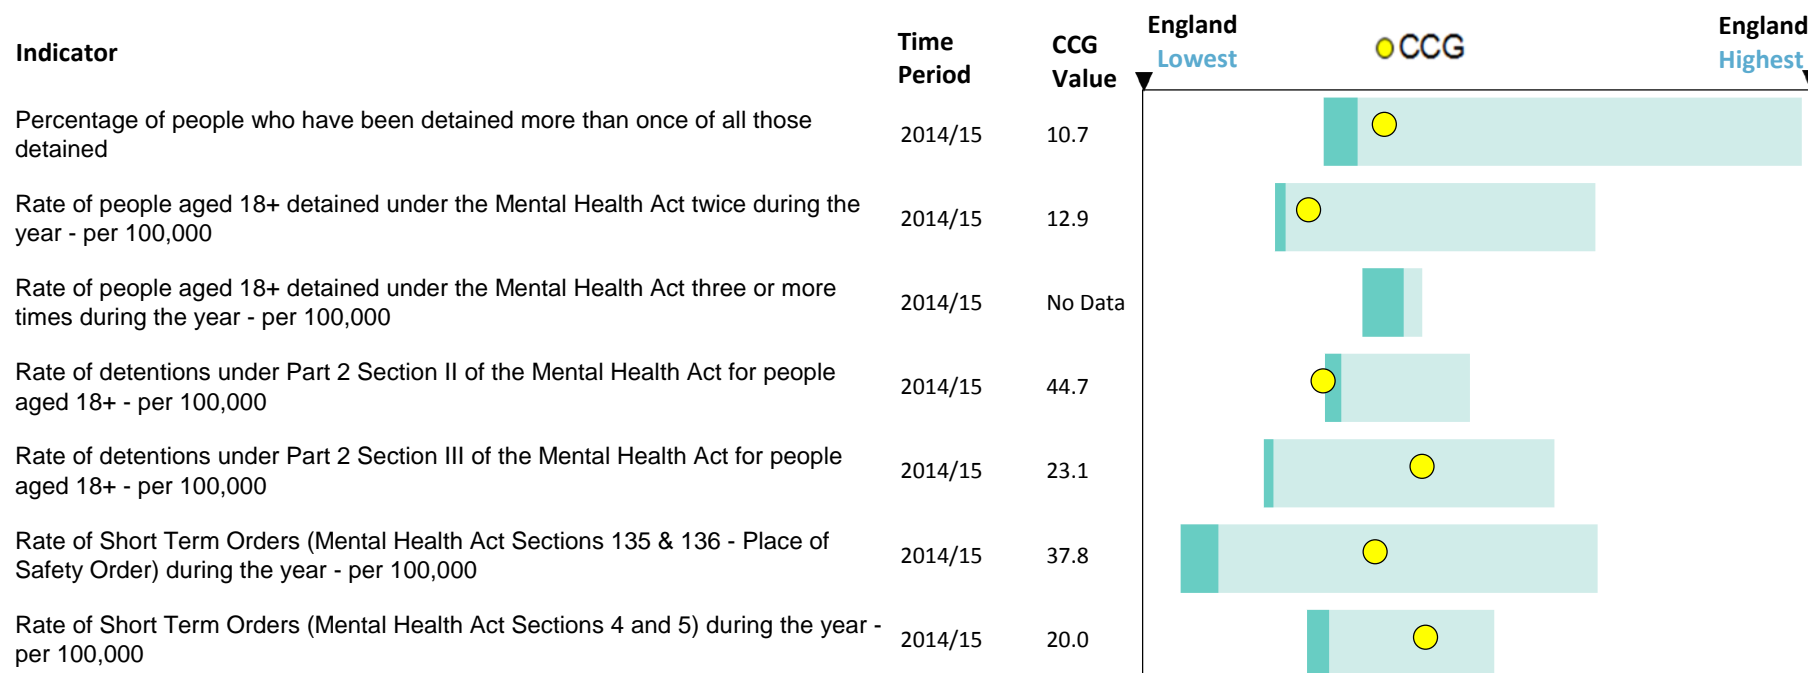 Indicator
Time
Period
CCG
Value
England
Lowest
CCG
England
Highest
Percentage of people who have been detained more than once of all those
detained
2014/15
10.7
Rate of people aged 18+ detained under the Mental Health Act twice during the
year - per 100,000
2014/15
12.9
Rate of people aged 18+ detained under the Mental Health Act three or more
times during the year - per 100,000
2014/15
No Data
Rate of detentions under Part 2 Section II of the Mental Health Act for people
aged 18+ - per 100,000
2014/15
44.7
Rate of detentions under Part 2 Section III of the Mental Health Act for people
aged 18+ - per 100,000
2014/15
23.1
Rate of Short Term Orders (Mental Health Act Sections 135 & 136 - Place of
Safety Order) during the year - per 100,000
2014/15
37.8
Rate of Short Term Orders (Mental Health Act Sections 4 and 5) during the year -
per 100,000
2014/15
20.0